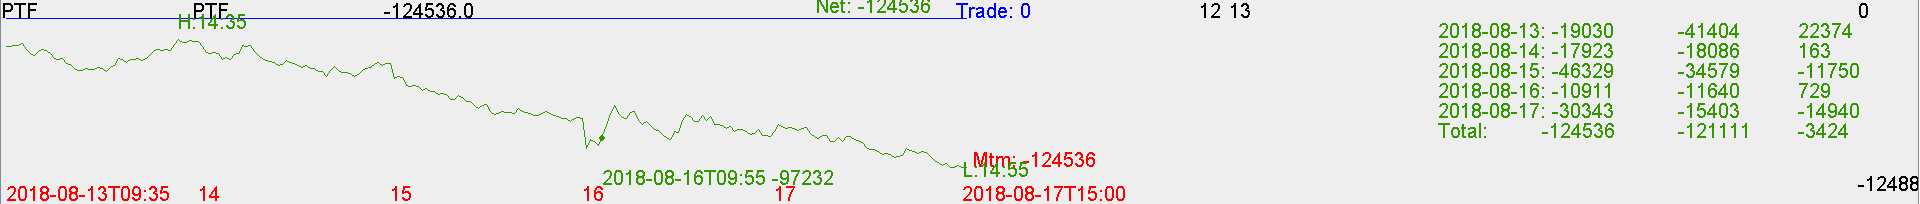 PTF PTF -124536.0 Net: -124536 Trade: 0 12 13 0
H:14:35
2018-08-13: -19030 -41404 22374
2018-08-14: -17923 -18086 163
2018-08-15: -46329 -34579 -11750
2018-08-16: -10911 -11640 729
2018-08-17: -30343 -15403 -14940
Total: -124536 -121111 -3424
Mtm: -124536
L:14:55
2018-08-16T09:55 -97232
-12488
2018-08-13T09:35 14 15 16 17 2018-08-17T15:00